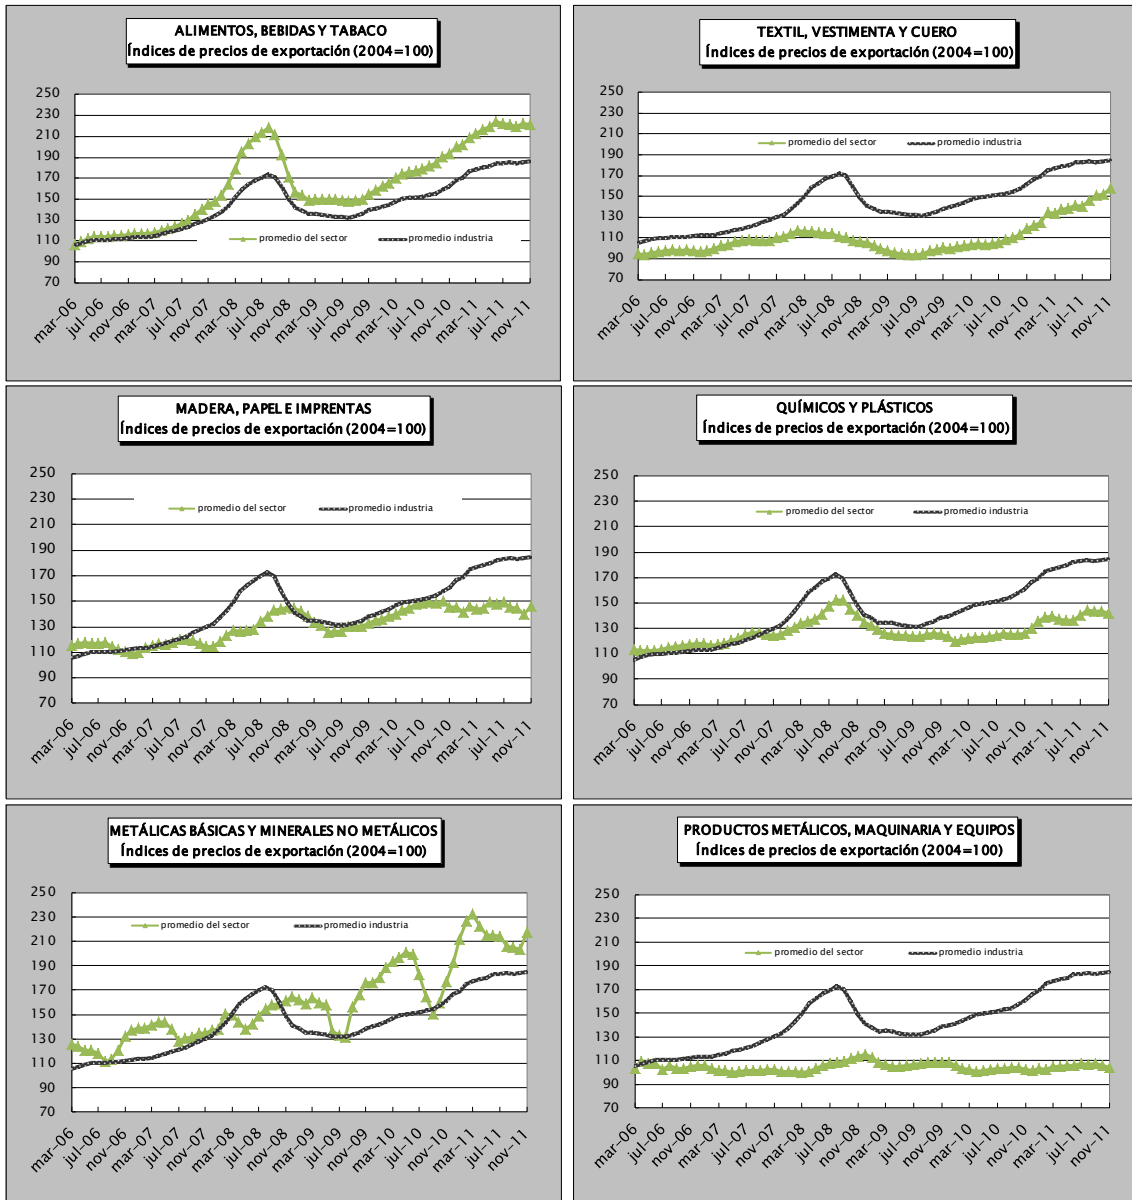 ALIMENTOS, BEBIDAS Y TABACO
Índices de precios de exportación (2004=100)
250
230
210
190
170
150
130
110
90
70
promedio del sector promedio industria
mar-06 jul-06 nov-06 mar-07 jul-07 nov-07 mar-08 jul-08 nov-08 mar-09 jul-09 nov-09 mar-10 jul-10 nov-10 mar-11 jul-11 nov-11
TEXTIL, VESTIMENTA Y CUERO
Índices de precios de exportación (2004=100)
250
230
210
190
170
150
130
110
90
70
promedio del sector promedio industria
mar-06 jul-06 nov-06 mar-07 jul-07 nov-07 mar-08 jul-08 nov-08 mar-09 jul-09 nov-09 mar-10 jul-10 nov-10 mar-11 jul-11 nov-11
MADERA, PAPEL E IMPRENTAS
Índices de precios de exportación (2004=100)
250
230
210
190
170
150
130
110
90
70
promedio del sector promedio industria
mar-06 jul-06 nov-06 mar-07 jul-07 nov-07 mar-08 jul-08 nov-08 mar-09 jul-09 nov-09 mar-10 jul-10 nov-10 mar-11 jul-11 nov-11
QUÍMICOS Y PLÁSTICOS
Índices de precios de exportación (2004=100)
250
230
210
190
170
150
130
110
90
70
promedio del sector promedio industria
mar-06 jul-06 nov-06 mar-07 jul-07 nov-07 mar-08 jul-08 nov-08 mar-09 jul-09 nov-09 mar-10 jul-10 nov-10 mar-11 jul-11 nov-11
METÁLICAS BÁSICAS Y MINERALES NO METÁLICOS
Índices de precios de exportación (2004=100)
250
230
210
190
170
150
130
110
90
70
promedio del sector promedio industria
mar-06 jul-06 nov-06 mar-07 jul-07 nov-07 mar-08 jul-08 nov-08 mar-09 jul-09 nov-09 mar-10 jul-10 nov-10 mar-11 jul-11 nov-11
PRODUCTOS METÁLICOS, MAQUINARIA Y EQUIPOS
Índices de precios de exportación (2004=100)
250
230
210
190
170
150
130
110
90
70
promedio del sector promedio industria
mar-06 jul-06 nov-06 mar-07 jul-07 nov-07 mar-08 jul-08 nov-08 mar-09 jul-09 nov-09 mar-10 jul-10 nov-10 mar-11 jul-11 nov-11